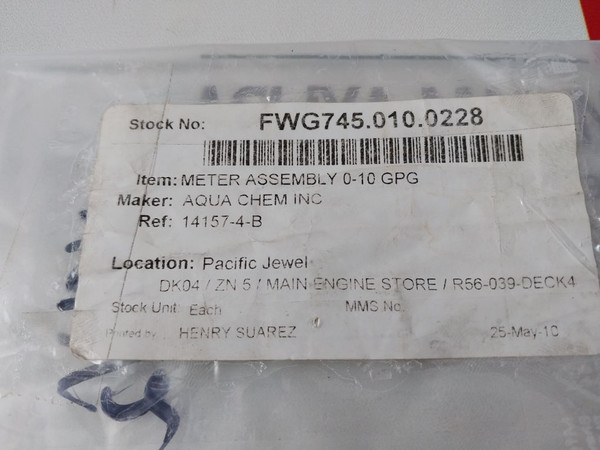 Stock No: FWG745.010.0228
Item: METER ASSEMBLY 0-10 GPG
Maker: AQUA CHEM INC
Ref: 14157-4-B
Location: Pacific Jewel
DK04 / ZN 5 / MAIN ENGINE STORE / R56-039-DECK4
Stock Unit: Each MMS No.
Printed by HENRY SUAREZ 25-May-10